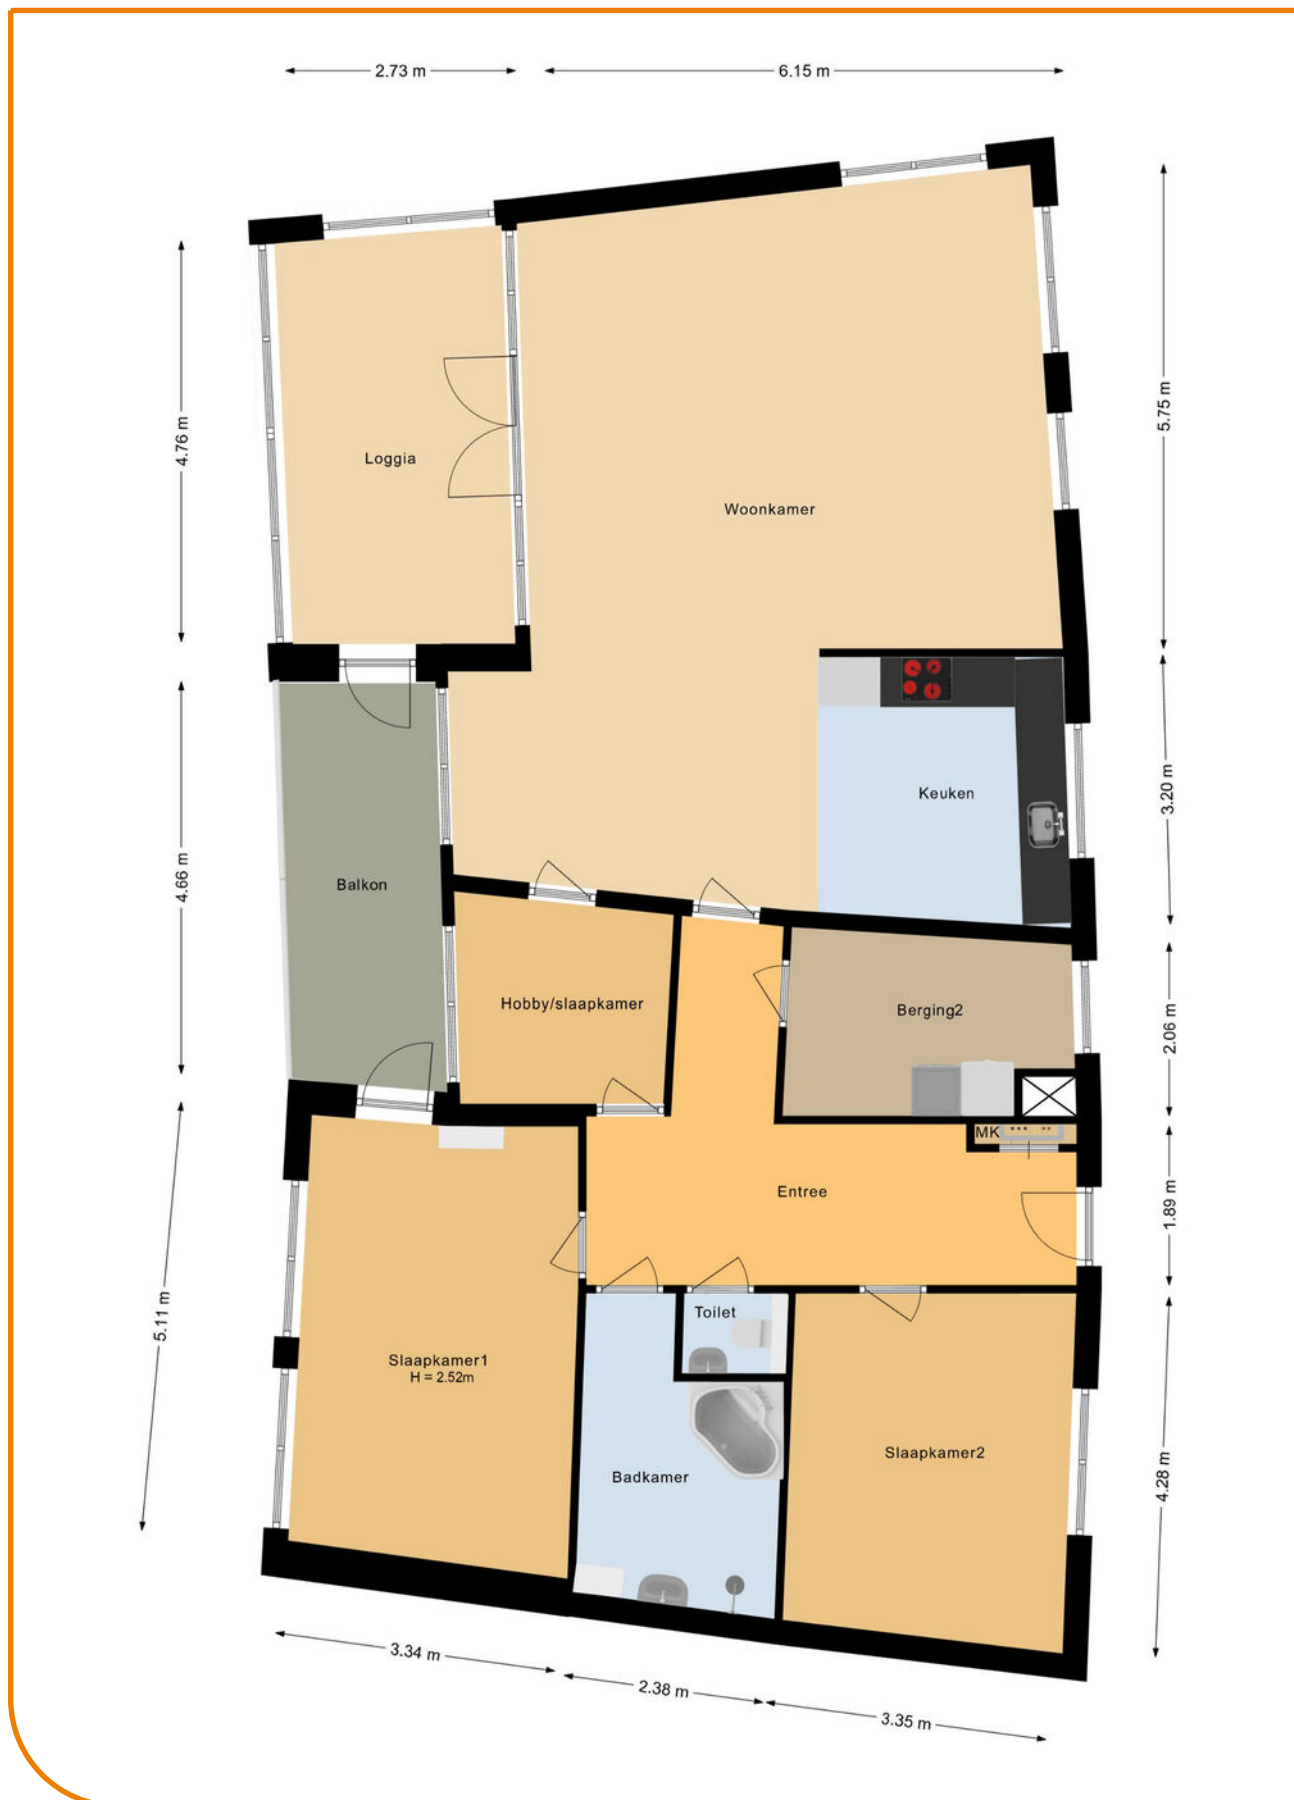 2.73 m
6.15 m
4.76 m
5.75 m
Loggia
Woonkamer
3.20 m
Keuken
4.66 m
Balkon
Hobby/slaapkamer
Berging2
2.06 m
MK
Entree
1.89 m
5.11 m
Toilet
Slaapkamer1
H = 2.52m
Slaapkamer2
Badkamer
4.28 m
3.34 m
2.38 m
3.35 m